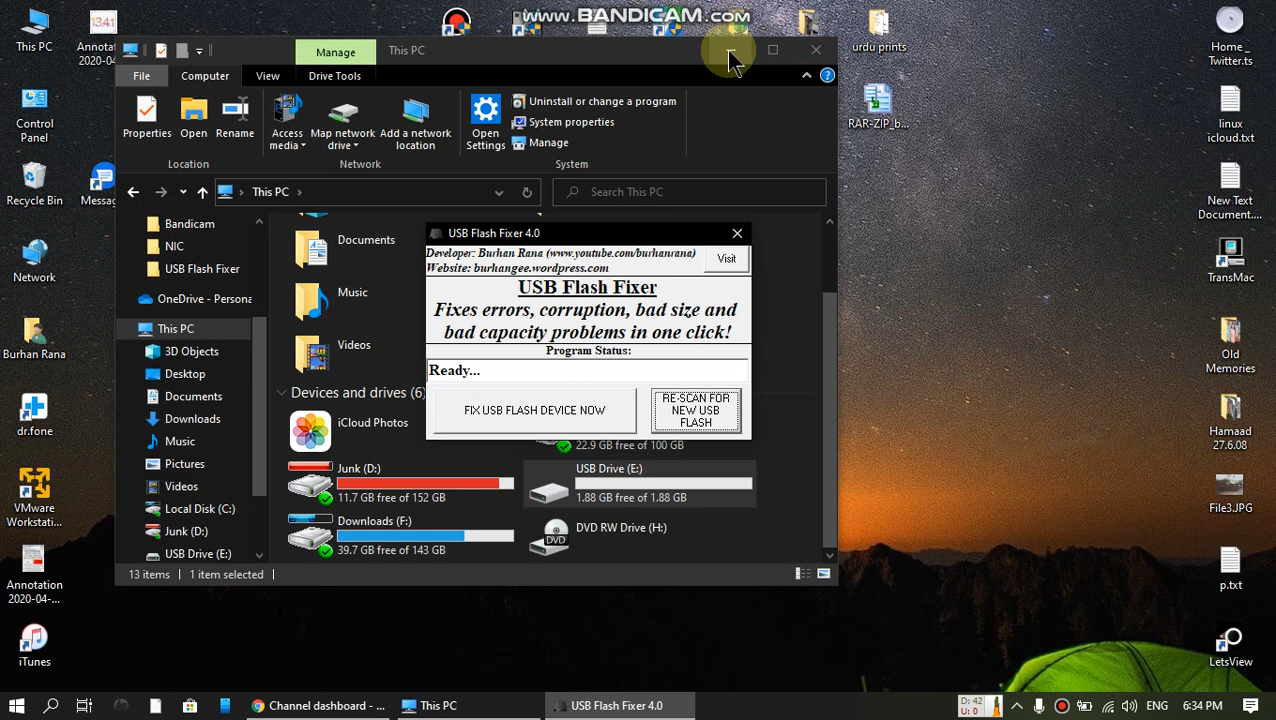 www.BANDICAM.com
This PC
Control
Panel
Recycle Bin
Network
Burhan Rana
dr.fone
VMware
Workstati...
Annotation
2020-04-...
iTunes
Annotation
2020-04
Messag
urdu prints
RAR-ZIP_b...
Home _
Twitter.ts
linux
icloud.txt
New Text
Document....
TransMac
Old
Memories
Hamaad
27.6.08
File3.JPG
p.txt
LetsView
Manage
This PC
File
Computer
View
Drive Tools
Properties
Open
Rename
Location
Access
media
Map network
drive
Add a network
location
Network
Open
Settings
Uninstall or change a program
System properties
Manage
System
This PC
Search This PC
Bandicam
NIC
USB Flash Fixer
OneDrive - Persona
This PC
3D Objects
Desktop
Documents
Downloads
Music
Pictures
Videos
Local Disk (C:)
Junk (D:)
USB Drive (E:)
Documents
Music
Videos
Devices and drives (6)
iCloud Photos
22.9 GB free of 100 GB
Junk (D:)
11.7 GB free of 152 GB
USB Drive (E:)
1.88 GB free of 1.88 GB
Downloads (F:)
39.7 GB free of 143 GB
DVD RW Drive (H:)
DVD
13 items
1 item selected
USB Flash Fixer 4.0
Developer: Burhan Rana (www.youtube.com/burhanrana)
Website: burhangee.wordpress.com
Visit
USB Flash Fixer
Fixes errors, corruption, bad size and
bad capacity problems in one click!
Program Status:
Ready...
FIX USB FLASH DEVICE NOW
RE-SCAN FOR
NEW USB
FLASH
Channel dashboard - ...
This PC
USB Flash Fixer 4.0
D: 42
U: 0
ENG
6:34 PM